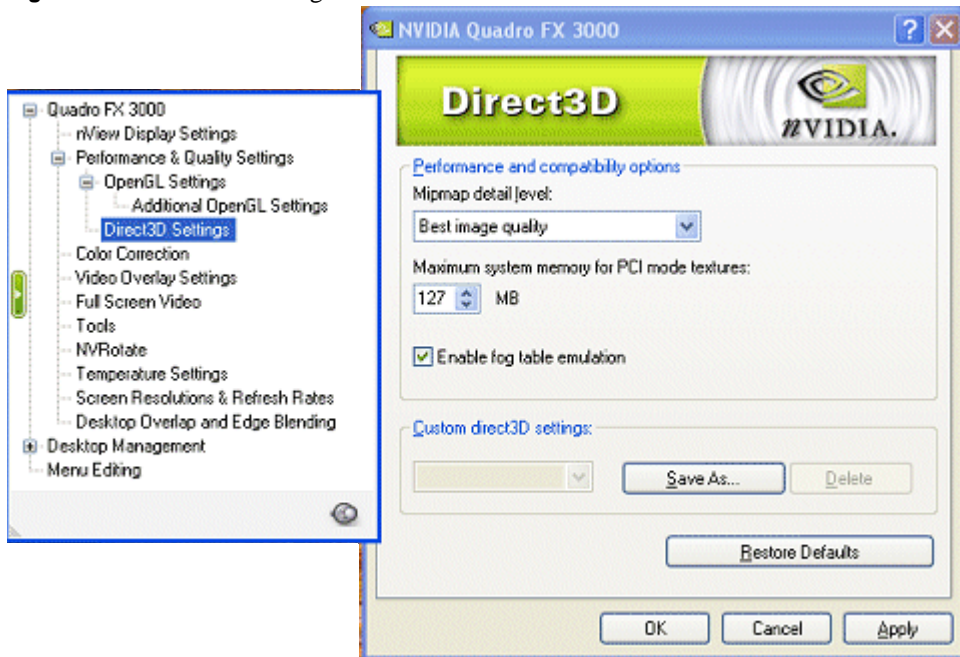 NVIDIA Quadro FX 3000
Quadro FX 3000
nView Display Settings
Performance & Quality Settings
OpenGL Settings
Additional OpenGL Settings
Direct3D Settings
Color Correction
Video Overlay Settings
Full Screen Video
Tools
NVRotate
Temperature Settings
Screen Resolutions & Refresh Rates
Desktop Overlap and Edge Blending
Desktop Management
Menu Editing
Direct3D
nVIDIA.
Performance and compatibility options
Mipmap detail level:
Best image quality
Maximum system memory for PCI mode textures:
127 MB
Enable fog table emulation
Custom direct3D settings:
Save As... Delete
Restore Defaults
OK Cancel Apply